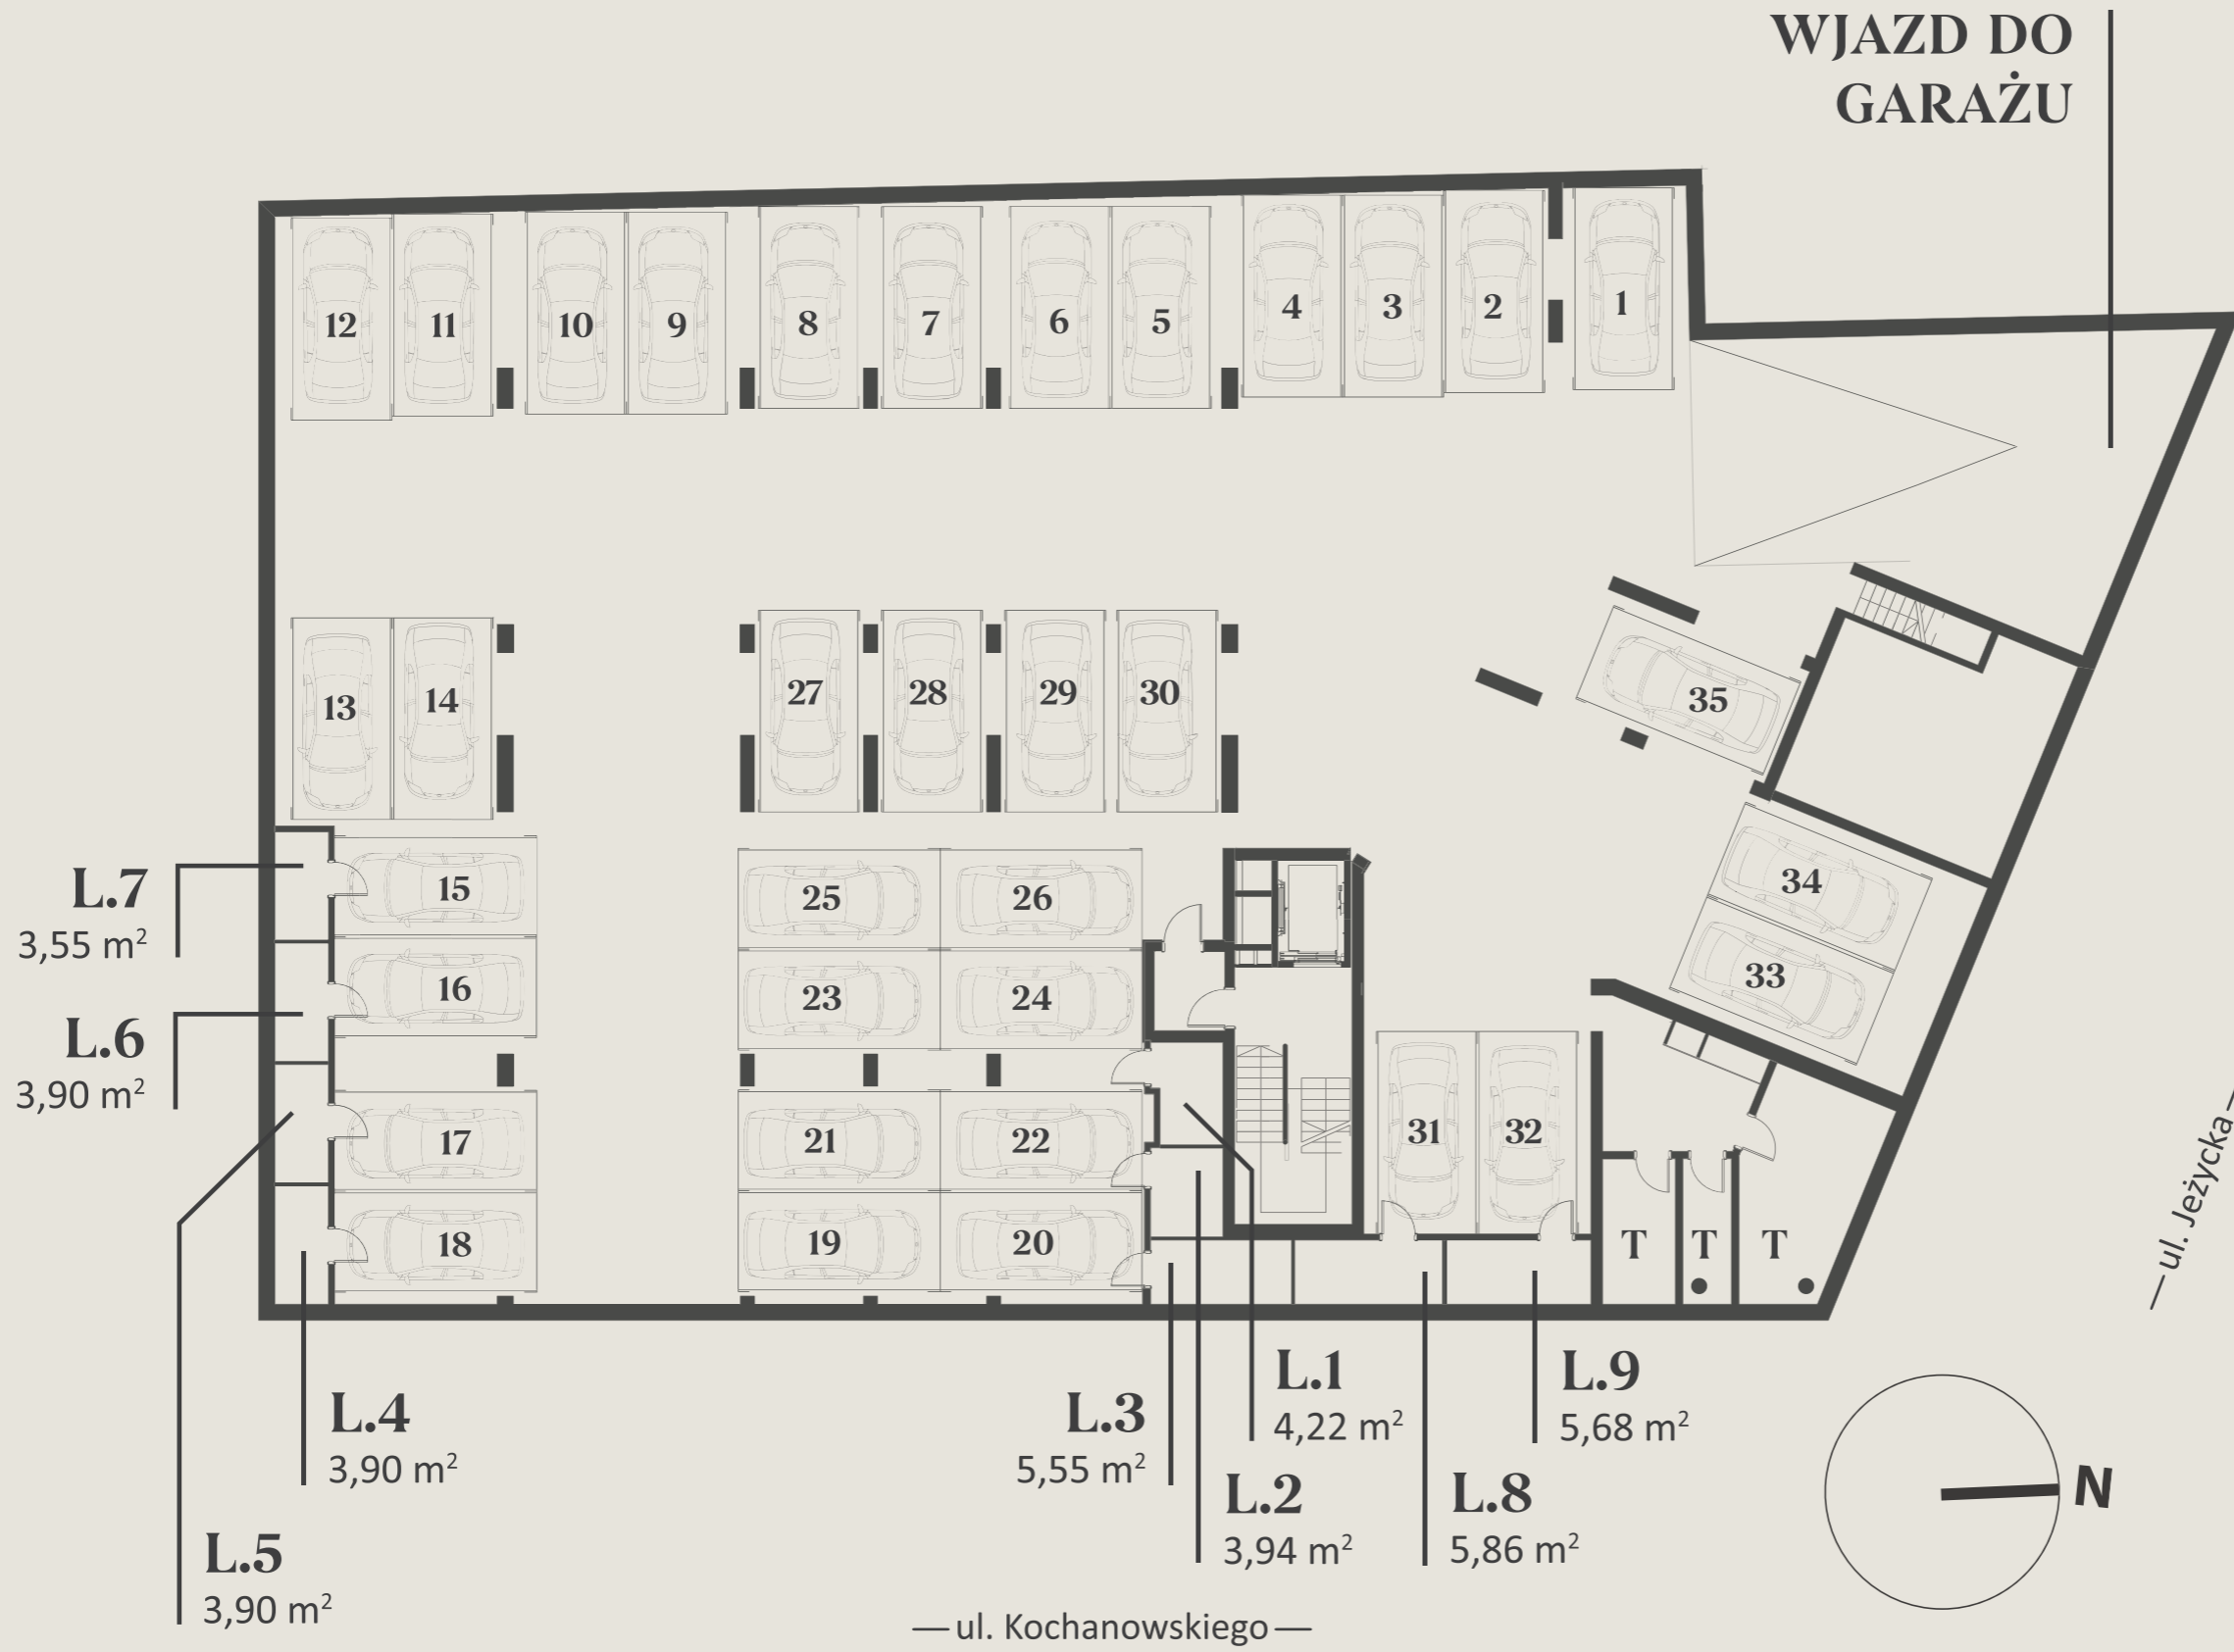 WJAZD DO
GARAŻU
12 11 10 9 8 7 6 5 4 3 2 1
13 14 27 28 29 30 35
L.7
3,55 m²
15 25 26 34
L.6
3,90 m²
16 23 24 33
17 21 22 31 32
18 19 20 T T T
— ul. Jeżycka —
L.4
3,90 m²
L.5
3,90 m²
L.3
5,55 m²
L.1
4,22 m²
L.2
3,94 m²
L.9
5,68 m²
L.8
5,86 m²
N
— ul. Kochanowskiego —